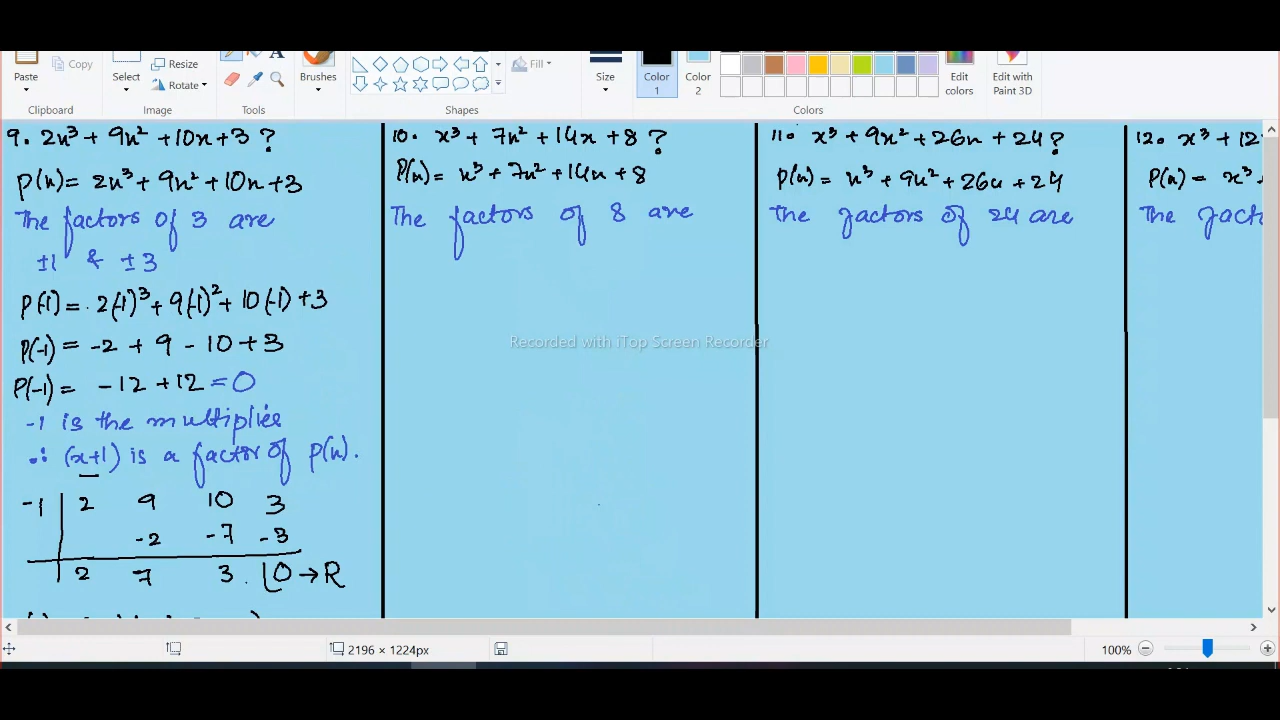 Paste
Copy
Select
Resize
Rotate
Brushes
Size
Fill
Color 1
Color 2
Edit colors
Edit with Paint 3D
Clipboard
Image
Tools
Shapes
Colors
9. 2x³ + 9x² + 10x + 3 ?
P(x) = 2x³ + 9x² + 10x + 3
The factors of 3 are
±1 & ±3
P(-1) = 2(-1)³ + 9(-1)² + 10(-1) + 3
P(-1) = -2 + 9 - 10 + 3
P(-1) = -12 + 12 = 0
-1 is the multiplier
∴ (x+1) is a factor of P(x).
-1 | 2 9 10 3
-2 -7 -3
2 7 3 . |0 → R
10. x³ + 7x² + 14x + 8 ?
P(x) = x³ + 7x² + 14x + 8
The factors of 8 are
11. x³ + 9x² + 26x + 24 ?
P(x) = x³ + 9x² + 26x + 24
The factors of 24 are
12. x³ + 12
P(x) = x³ +
The fact
Recorded with iTop Screen Recorder
2196 × 1224px
100%